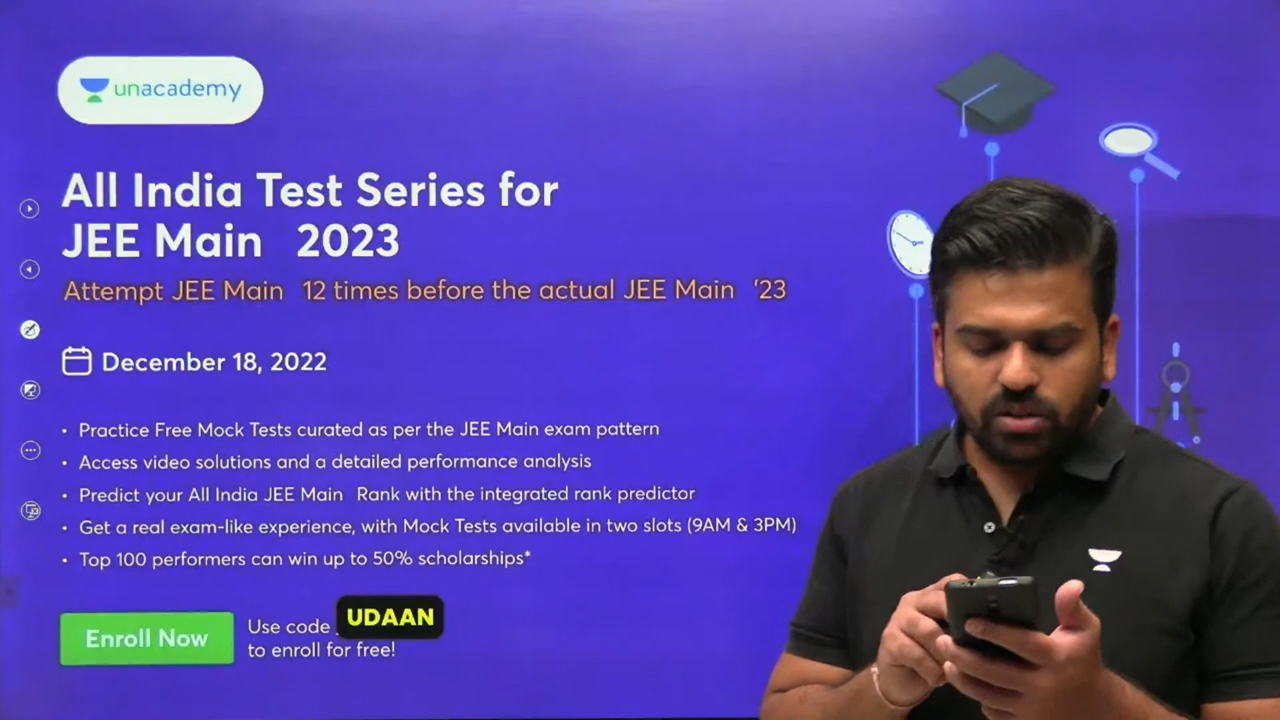 unacademy
All India Test Series for
JEE Main 2023
Attempt JEE Main 12 times before the actual JEE Main '23
December 18, 2022
• Practice Free Mock Tests curated as per the JEE Main exam pattern
• Access video solutions and a detailed performance analysis
• Predict your All India JEE Main Rank with the integrated rank predictor
• Get a real exam-like experience, with Mock Tests available in two slots (9AM & 3PM)
• Top 100 performers can win up to 50% scholarships*
Enroll Now
Use code UDAAN
to enroll for free!